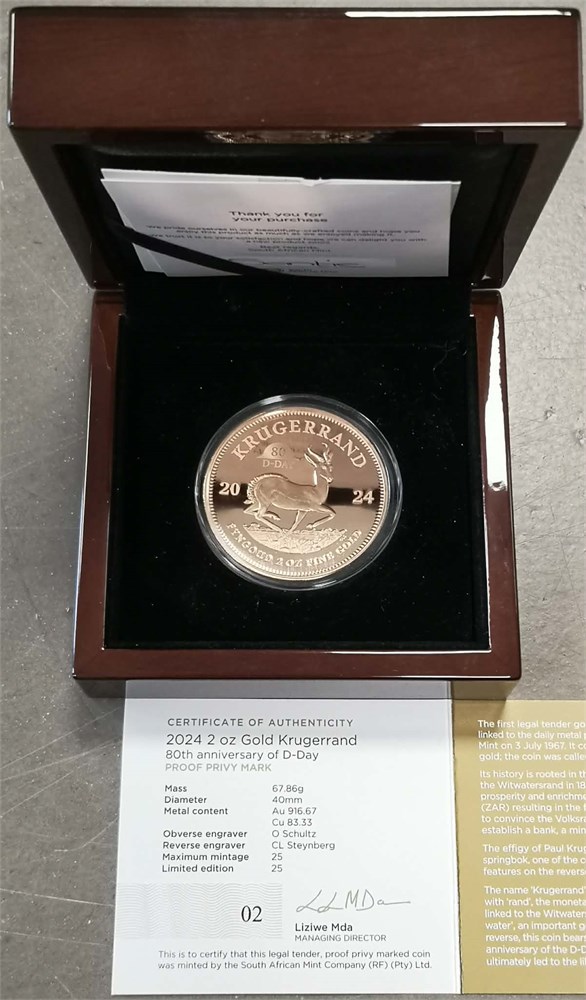 Thank you for
your purchase
KRUGERRAND
80
D-DAY
20 24
FYNGOUD 2 OZ FINE GOLD
CERTIFICATE OF AUTHENTICITY
2024 2 oz Gold Krugerrand
80th anniversary of D-Day
PROOF PRIVY MARK
Mass 67.86g
Diameter 40mm
Metal content Au 916.67
Cu 83.33
Obverse engraver O Schultz
Reverse engraver CL Steynberg
Maximum mintage 25
Limited edition 25
02
Liziwe Mda
MANAGING DIRECTOR
This is to certify that this legal tender, proof privy marked coin
was minted by the South African Mint Company (RF) (Pty) Ltd.
The first legal tender go
linked to the daily metal p
Mint on 3 July 1967. It co
gold; the coin was calle
Its history is rooted in th
the Witwatersrand in 18
prosperity and enrichme
(ZAR) resulting in the f
to convince the Volksra
establish a bank, a min
The effigy of Paul Krug
springbok, one of the c
features on the reverse
The name 'Krugerrand'
with 'rand', the moneta
linked to the Witwaters
water', an important g
reverse, this coin bears
anniversary of the D-D
ultimately led to the lib